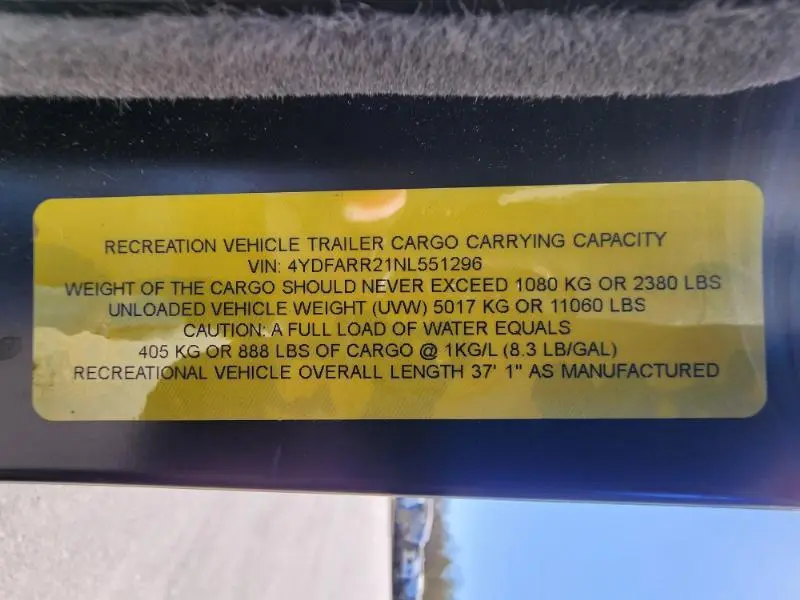 RECREATION VEHICLE TRAILER CARGO CARRYING CAPACITY
VIN: 4YDFARR21NL551296
WEIGHT OF THE CARGO SHOULD NEVER EXCEED 1080 KG OR 2380 LBS
UNLOADED VEHICLE WEIGHT (UVW) 5017 KG OR 11060 LBS
CAUTION: A FULL LOAD OF WATER EQUALS
405 KG OR 888 LBS OF CARGO @ 1KG/L (8.3 LB/GAL)
RECREATIONAL VEHICLE OVERALL LENGTH 37' 1" AS MANUFACTURED